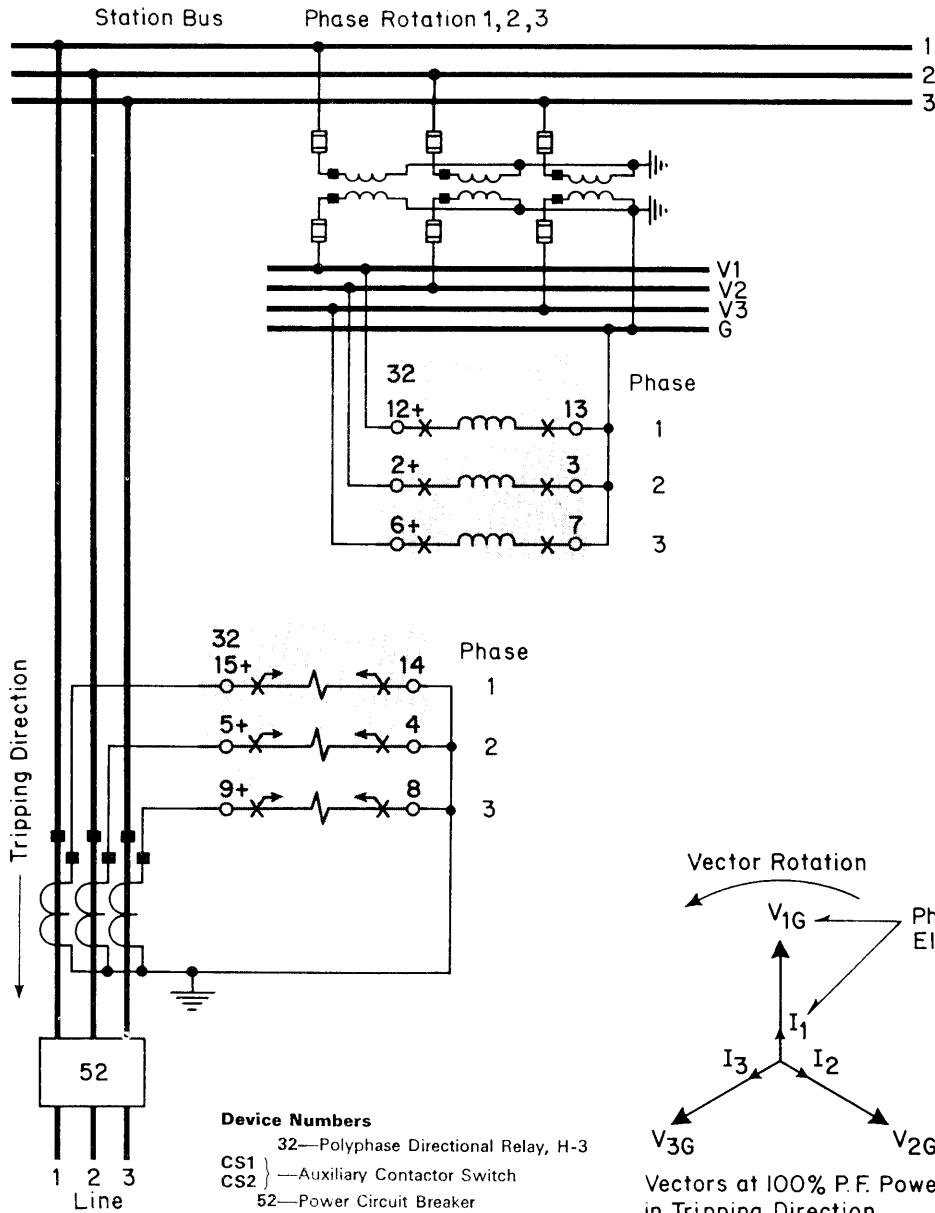 Station Bus
Phase Rotation 1,2,3
1
2
3
V1
V2
V3
G
32
Phase
12+
13
1
2+
3
2
6+
7
3
32
Phase
15+
14
1
5+
4
2
9+
8
3
Tripping Direction
52
1 2 3
Line
Device Numbers
32—Polyphase Directional Relay, H-3
CS1
CS2 } —Auxiliary Contactor Switch
52—Power Circuit Breaker
Vector Rotation
V1G
I1
I3
I2
V3G
V2G
Vectors at 100% P.F. Powe
in Tripping Direction